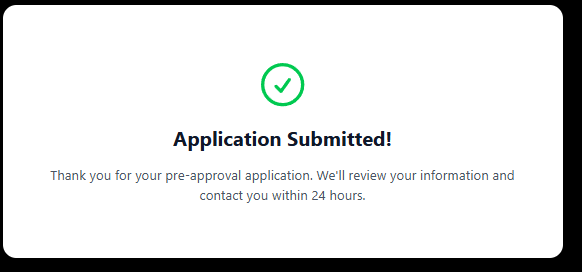 Application Submitted!
Thank you for your pre-approval application. We'll review your information and
contact you within 24 hours.